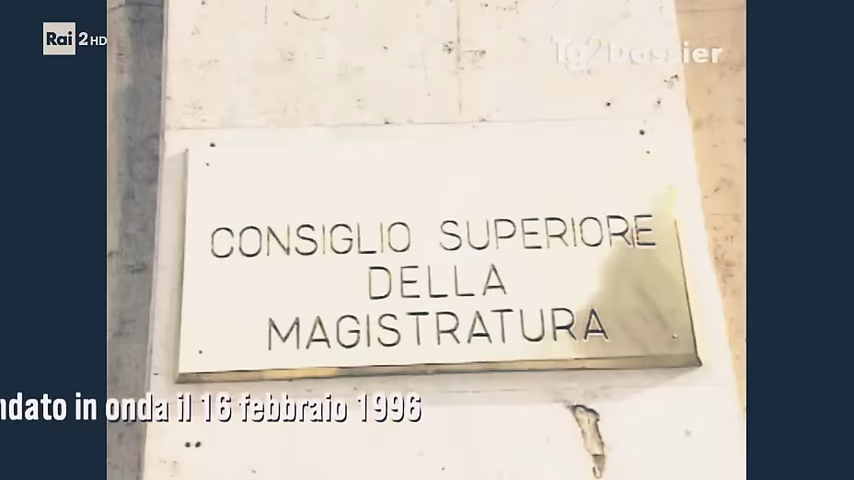 Rai 2HD
Tg2 Dossier
CONSIGLIO SUPERIORE
DELLA
MAGISTRATURA
ndato in onda il 16 febbraio 1996